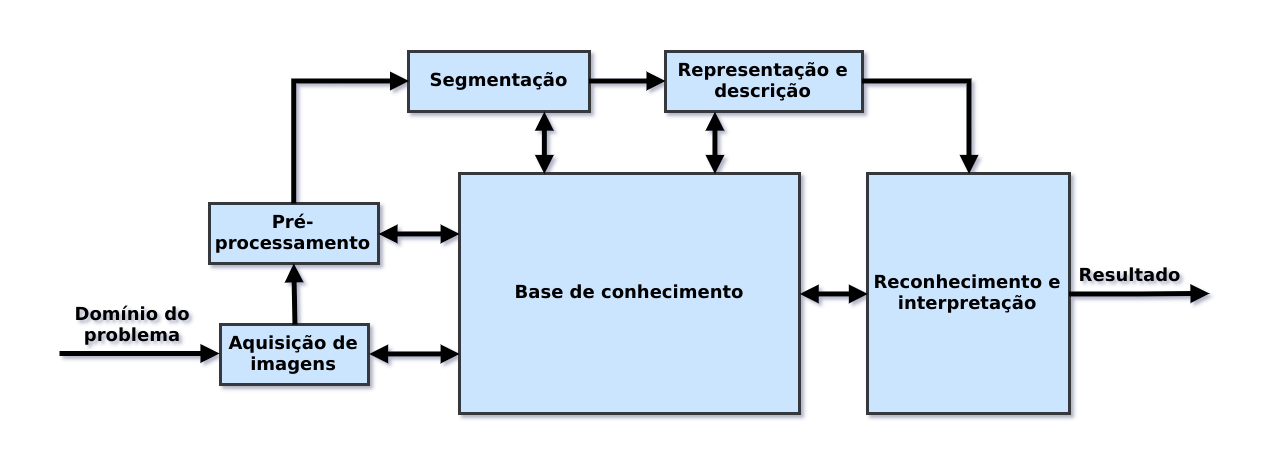 Segmentação
Representação e
descrição
Pré-
processamento
Base de conhecimento
Reconhecimento e
interpretação
Resultado
Domínio do
problema
Aquisição de
imagens